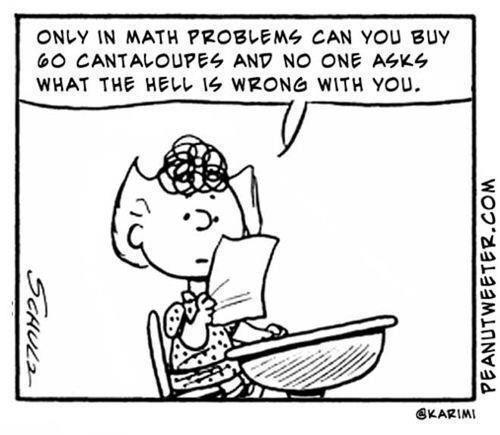 ONLY IN MATH PROBLEMS CAN YOU BUY
60 CANTALOUPES AND NO ONE ASKS
WHAT THE HELL IS WRONG WITH YOU.
SCHULZ
PEANUTWEETER.COM
@KARIMI